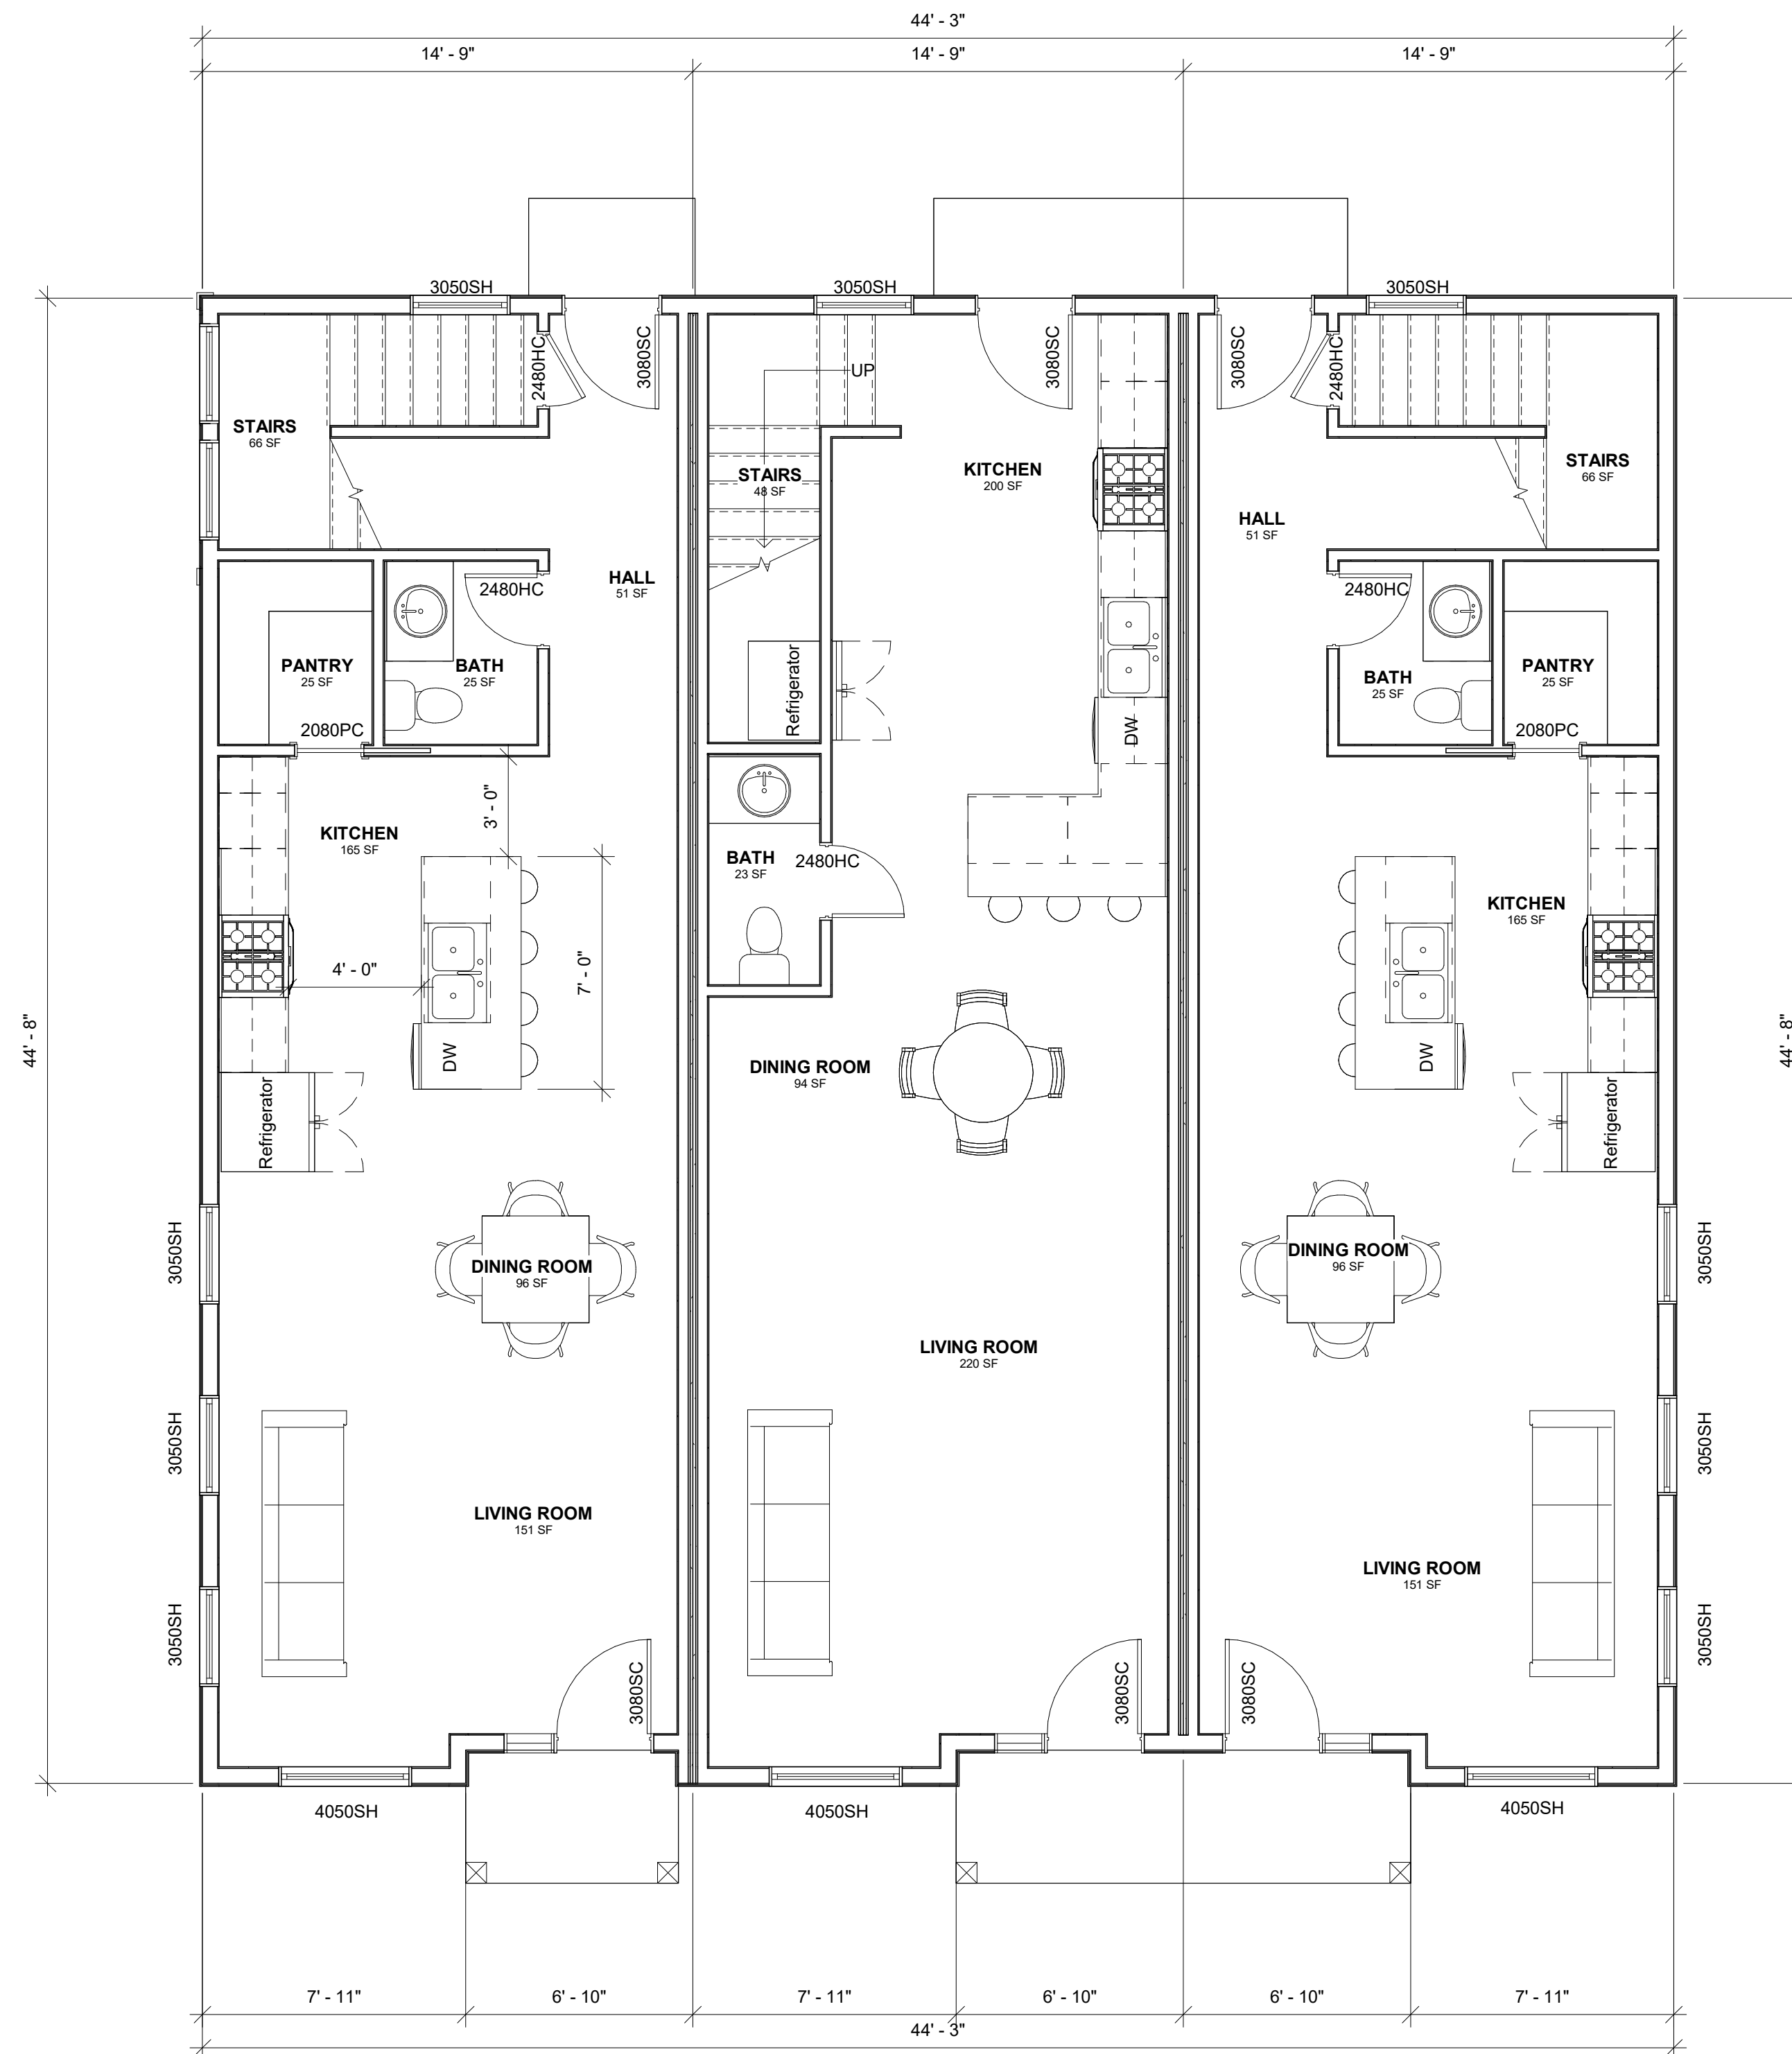 44' - 3"
14' - 9"
14' - 9"
14' - 9"
3050SH
3050SH
3050SH
2480HC
3080SC
3080SC
3080SC
2480HC
UP
STAIRS
66 SF
STAIRS
48 SF
KITCHEN
200 SF
STAIRS
66 SF
HALL
51 SF
HALL
51 SF
2480HC
2480HC
PANTRY
25 SF
BATH
25 SF
Refrigerator
BATH
25 SF
PANTRY
25 SF
2080PC
DW
2080PC
3' - 0"
KITCHEN
165 SF
BATH
23 SF
2480HC
KITCHEN
165 SF
4' - 0"
7' - 0"
44' - 8"
44' - 8"
DW
DW
DINING ROOM
94 SF
Refrigerator
Refrigerator
3050SH
DINING ROOM
96 SF
DINING ROOM
96 SF
3050SH
LIVING ROOM
220 SF
3050SH
3050SH
LIVING ROOM
151 SF
LIVING ROOM
151 SF
3050SH
3050SH
3080SC
3080SC
3080SC
4050SH
4050SH
4050SH
7' - 11"
6' - 10"
7' - 11"
6' - 10"
6' - 10"
7' - 11"
44' - 3"